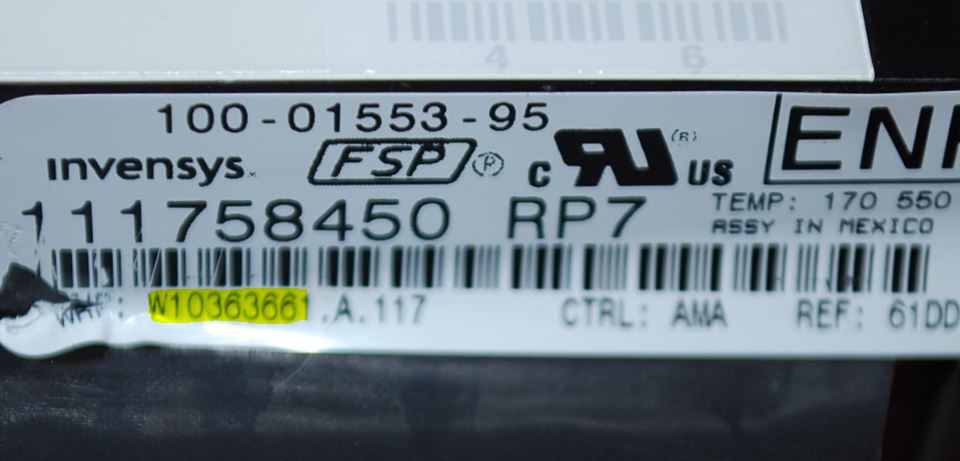 4 6
100-01553-95
invensys FSP (R) C RU (R) US
111758450 RP7
TEMP: 170 550
ASSY IN MEXICO
W10363661.A.117 CTRL: AMA REF: 61DD